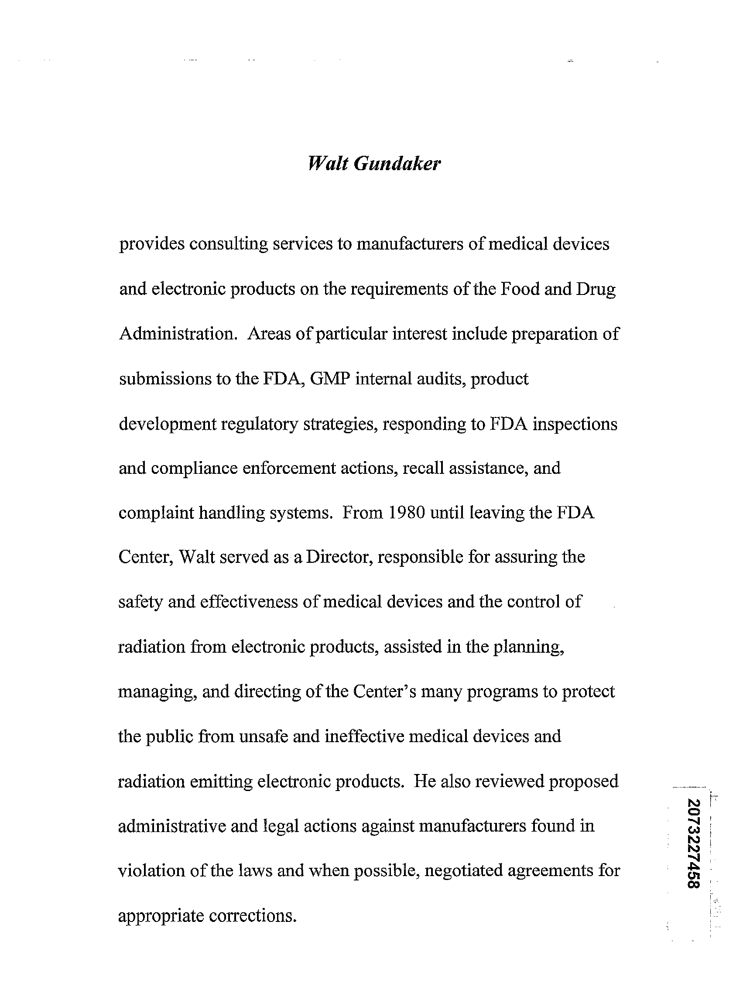 Walt Gundaker
provides consulting services to manufacturers of medical devices
and electronic products on the requirements of the Food and Drug
Administration.  Areas of particular interest include preparation of
submissions to the FDA, GMP internal audits, product
development regulatory strategies, responding to FDA inspections
and compliance enforcement actions, recall assistance, and
complaint handling systems.  From 1980 until leaving the FDA
Center, Walt served as a Director, responsible for assuring the
safety and effectiveness of medical devices and the control of
radiation from electronic products, assisted in the planning,
managing, and directing of the Center's many programs to protect
the public from unsafe and ineffective medical devices and
radiation emitting electronic products.  He also reviewed proposed
administrative and legal actions against manufacturers found in
violation of the laws and when possible, negotiated agreements for
appropriate corrections.
2073227458